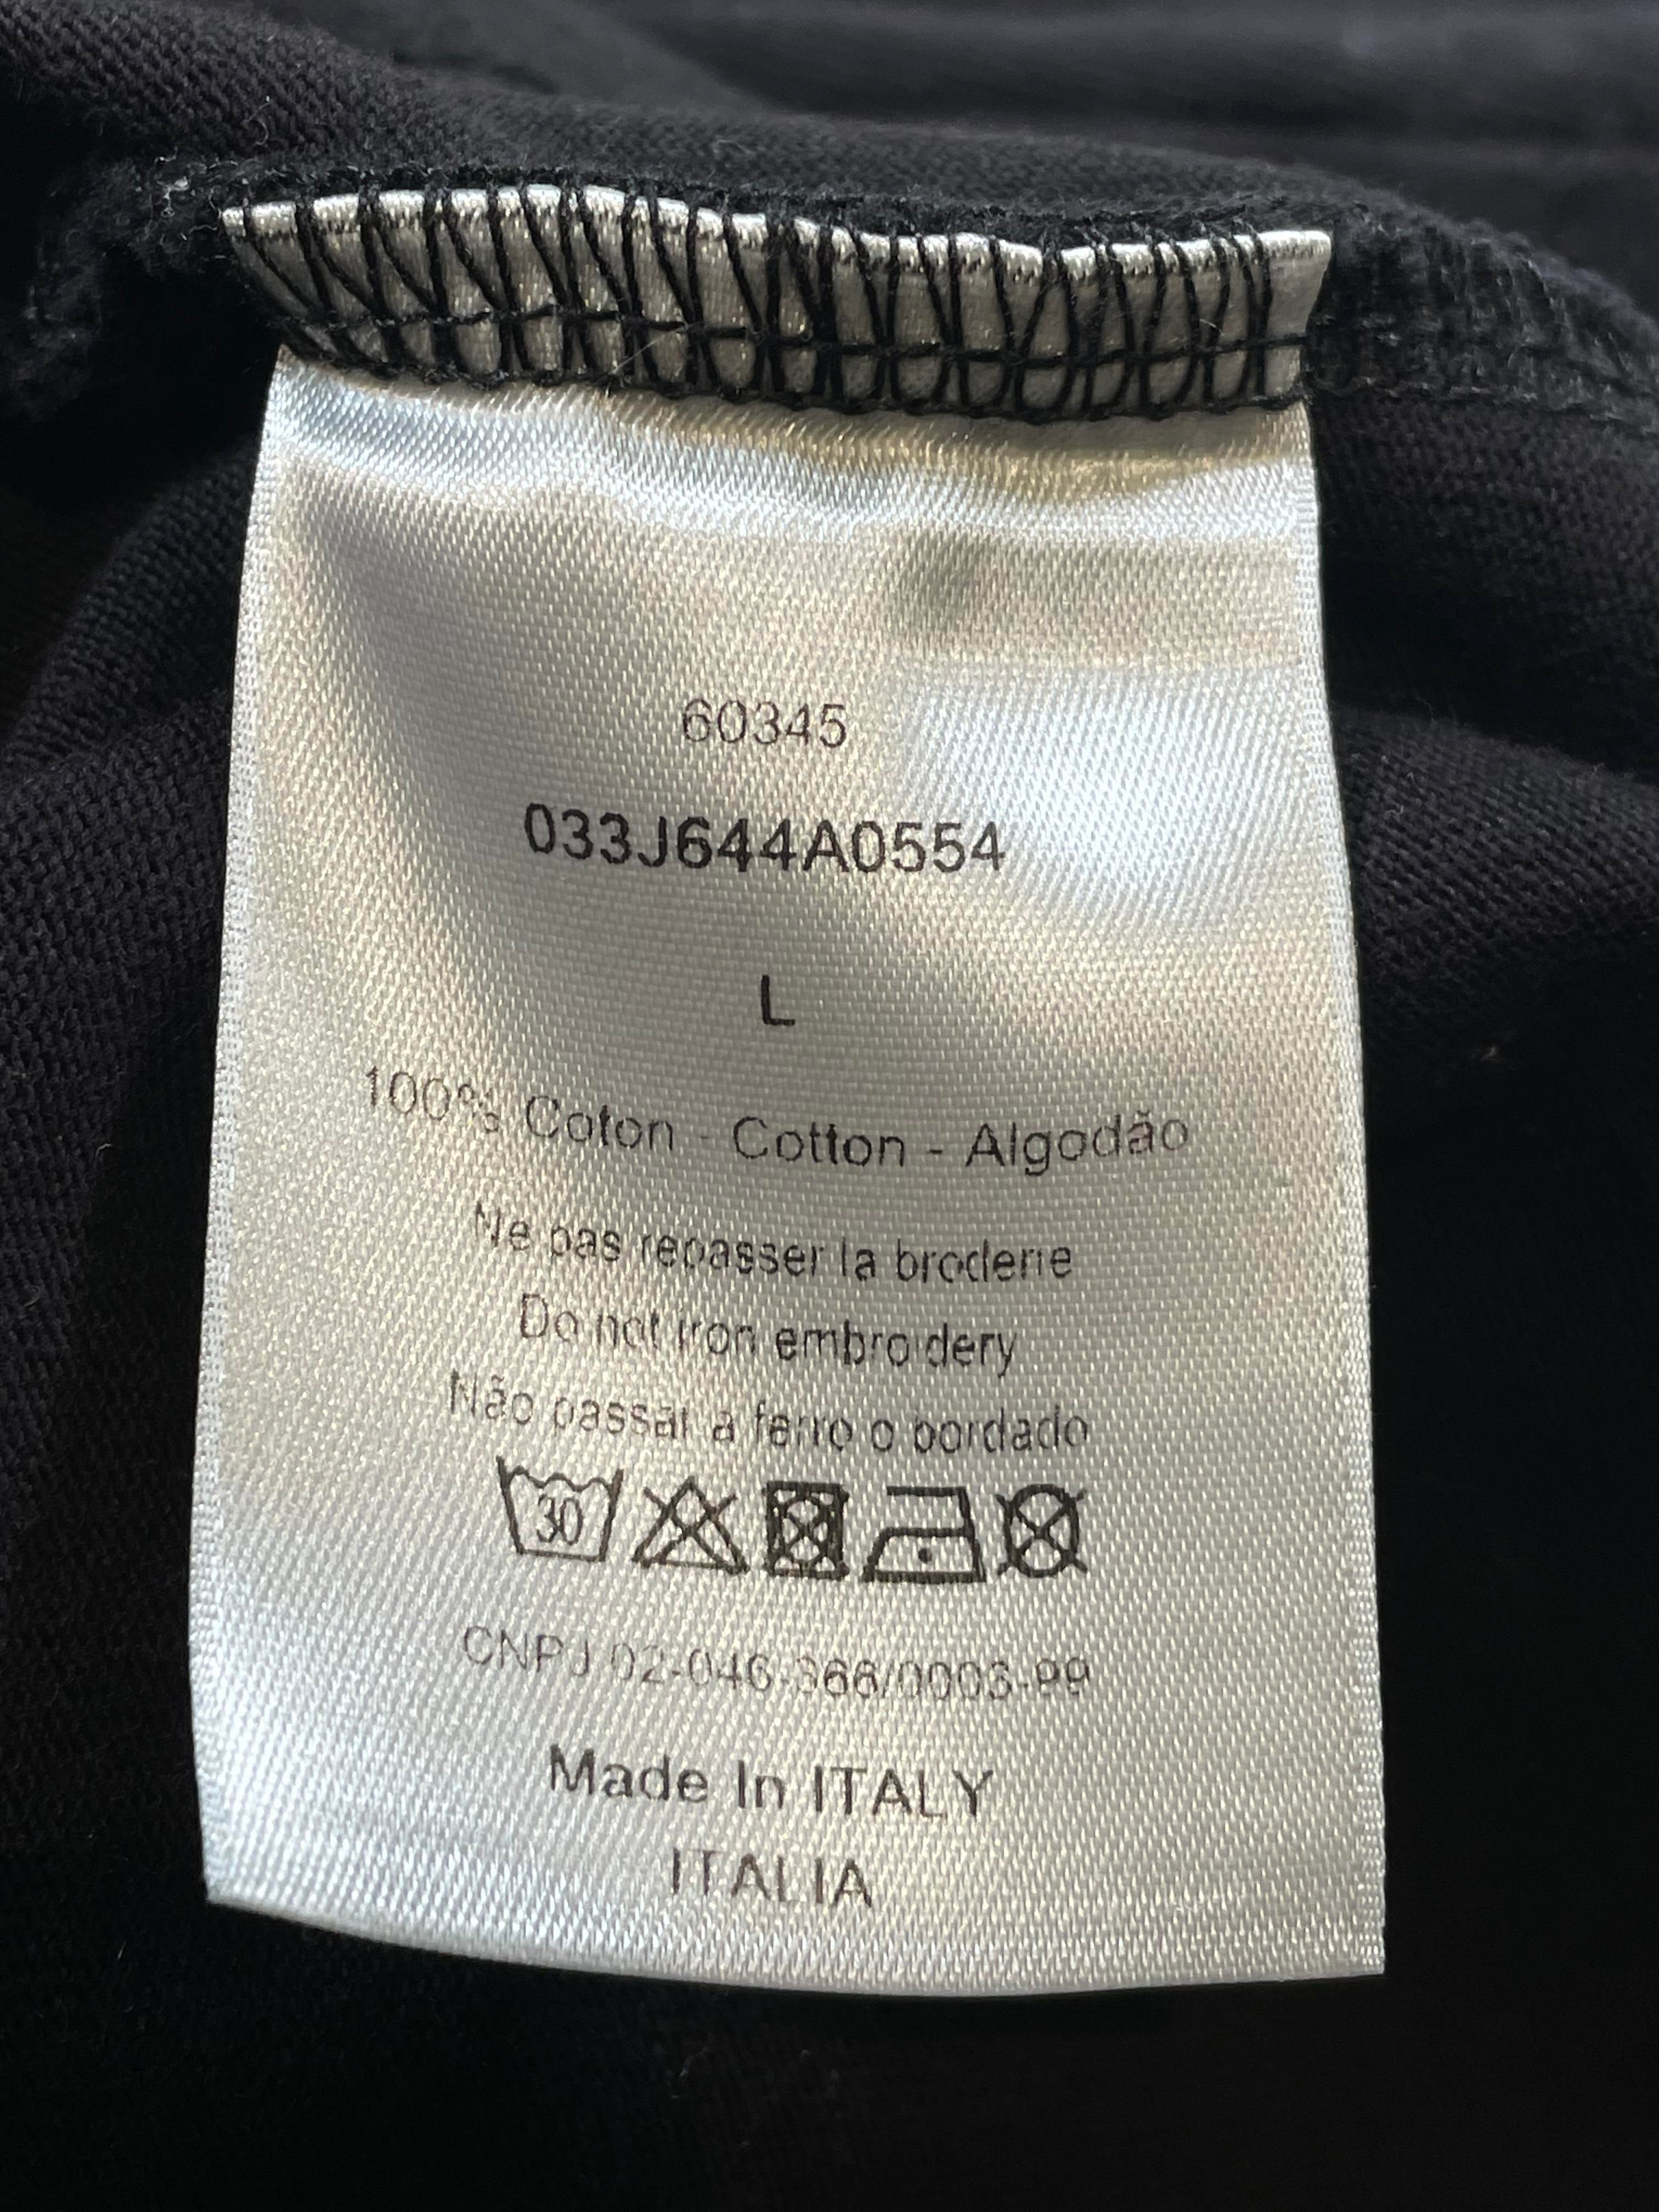 60345
033J644A0554
L
100% Coton - Cotton - Algodão
Ne pas repasser la broderie
Do not iron embroidery
Não passar a ferro o bordado
30
CNPJ 02-046-366/0003-99
Made In ITALY
ITALIA